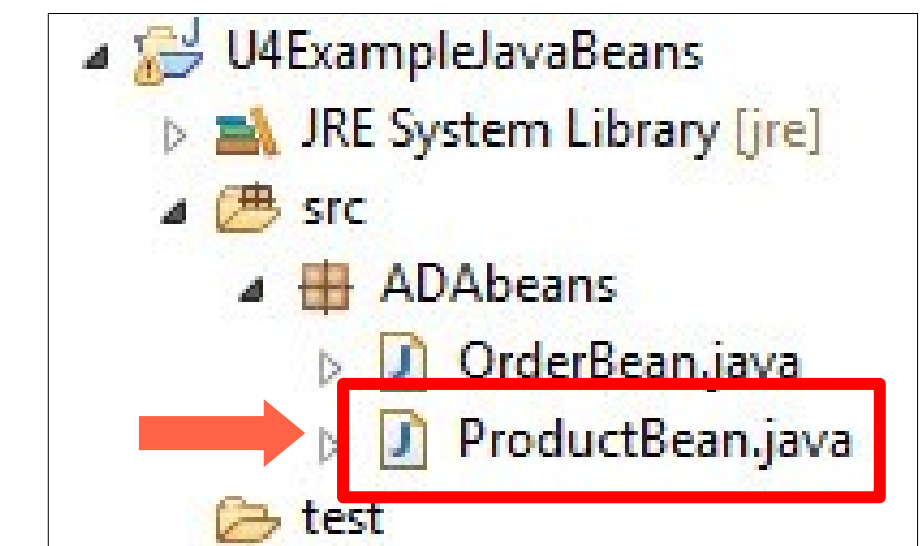 U4ExampleJavaBeans
JRE System Library [jre]
src
ADAbeans
OrderBean.java
ProductBean.java
test